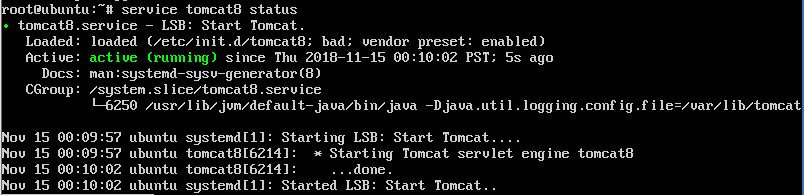 root@ubuntu:~# service tomcat8 status
● tomcat8.service - LSB: Start Tomcat.
   Loaded: loaded (/etc/init.d/tomcat8; bad; vendor preset: enabled)
   Active: active (running) since Thu 2018-11-15 00:10:02 PST; 5s ago
     Docs: man:systemd-sysv-generator(8)
   CGroup: /system.slice/tomcat8.service
           └─6250 /usr/lib/jvm/default-java/bin/java -Djava.util.logging.config.file=/var/lib/tomcat

Nov 15 00:09:57 ubuntu systemd[1]: Starting LSB: Start Tomcat....
Nov 15 00:09:57 ubuntu tomcat8[6214]:  * Starting Tomcat servlet engine tomcat8
Nov 15 00:10:02 ubuntu tomcat8[6214]:    ...done.
Nov 15 00:10:02 ubuntu systemd[1]: Started LSB: Start Tomcat..